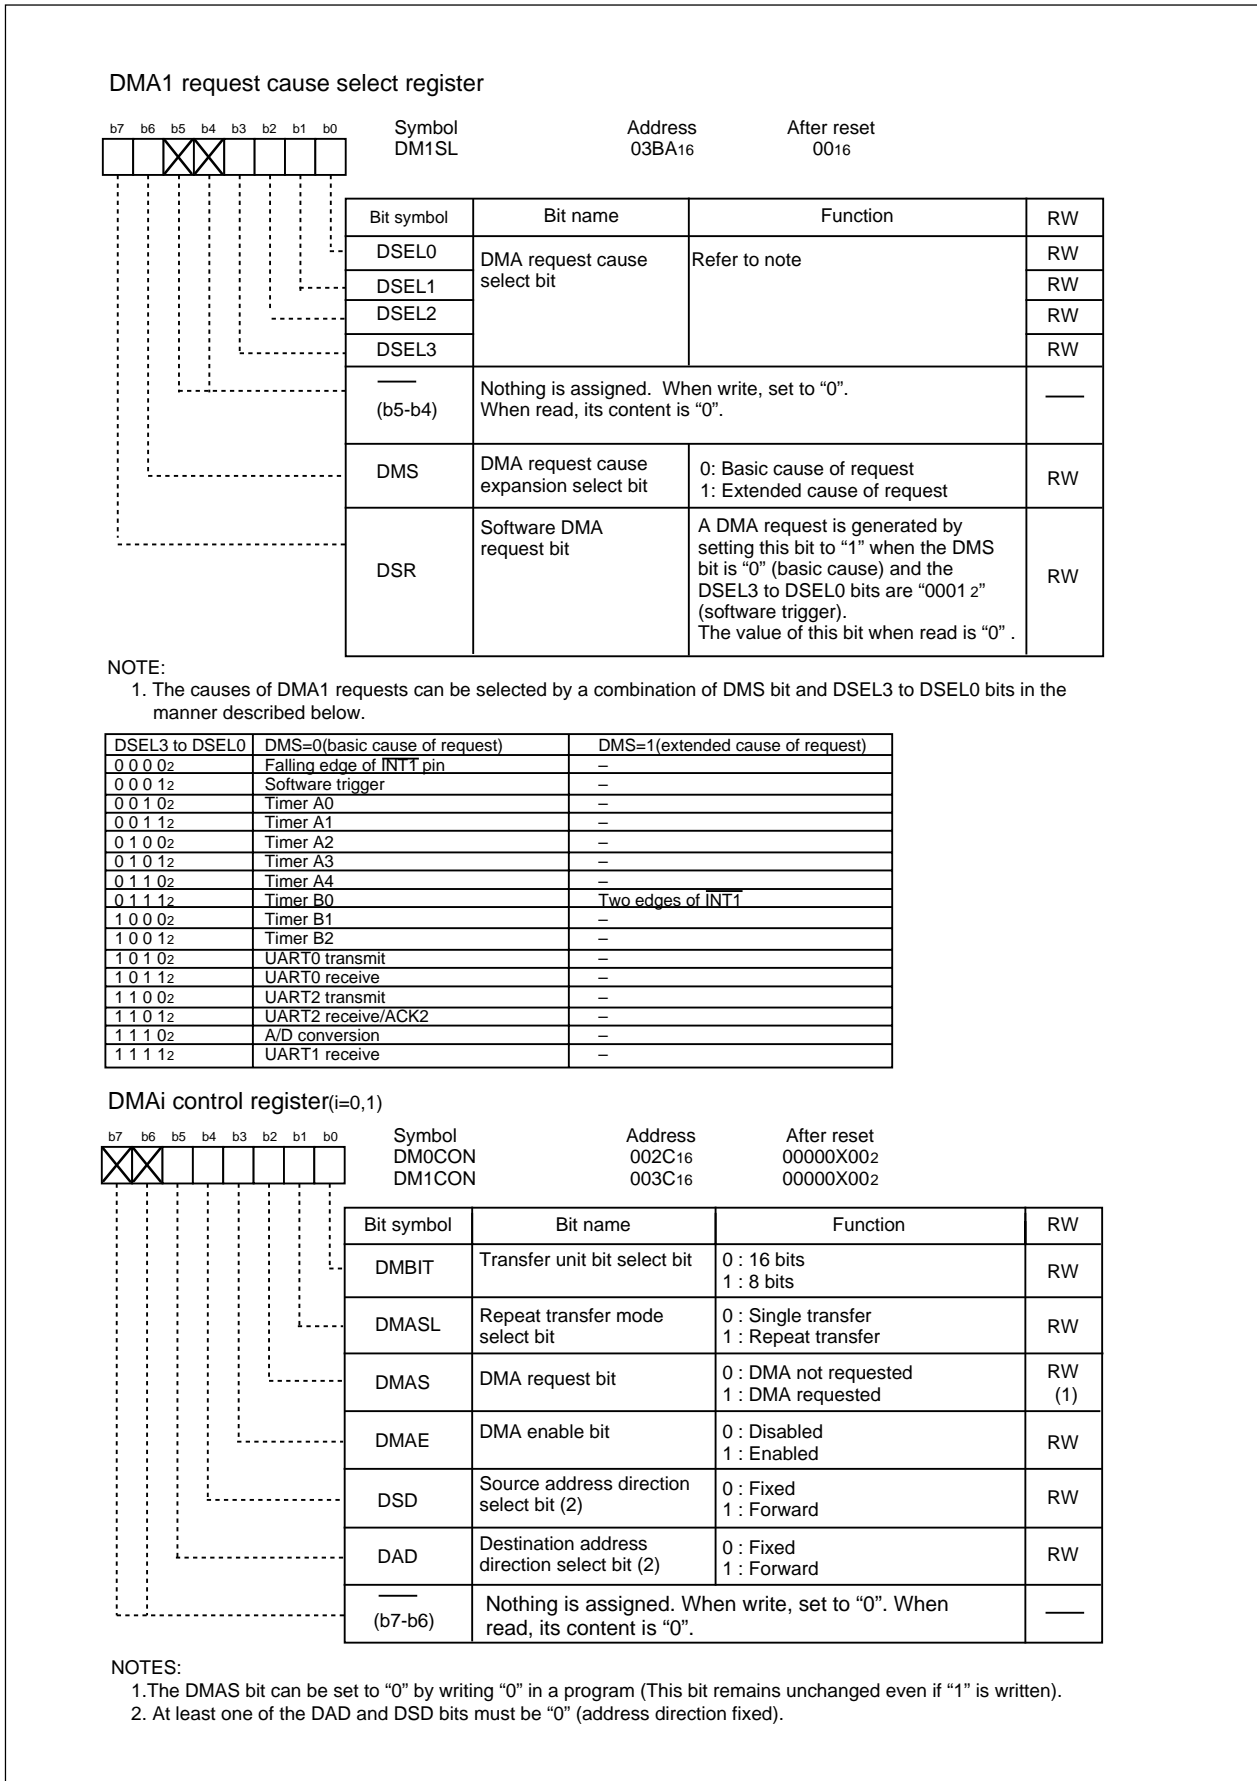 DMA1 request cause select register
b7 b6 b5 b4 b3 b2 b1 b0
Symbol Address After reset
DM1SL 03BA16 0016
Bit symbol Bit name Function RW
DSEL0 DMA request cause select bit Refer to note RW
DSEL1 RW
DSEL2 RW
DSEL3 RW
(b5-b4) Nothing is assigned. When write, set to “0”.
When read, its content is “0”.
DMS DMA request cause expansion select bit 0: Basic cause of request RW
1: Extended cause of request
DSR Software DMA request bit A DMA request is generated by RW
setting this bit to “1” when the DMS
bit is “0” (basic cause) and the
DSEL3 to DSEL0 bits are “0001 2”
(software trigger).
The value of this bit when read is “0” .
NOTE:
1. The causes of DMA1 requests can be selected by a combination of DMS bit and DSEL3 to DSEL0 bits in the
manner described below.
DSEL3 to DSEL0 DMS=0(basic cause of request) DMS=1(extended cause of request)
0 0 0 02 Falling edge of INT1 pin –
0 0 0 12 Software trigger –
0 0 1 02 Timer A0 –
0 0 1 12 Timer A1 –
0 1 0 02 Timer A2 –
0 1 0 12 Timer A3 –
0 1 1 02 Timer A4 –
0 1 1 12 Timer B0 Two edges of INT1
1 0 0 02 Timer B1 –
1 0 0 12 Timer B2 –
1 0 1 02 UART0 transmit –
1 0 1 12 UART0 receive –
1 1 0 02 UART2 transmit –
1 1 0 12 UART2 receive/ACK2 –
1 1 1 02 A/D conversion –
1 1 1 12 UART1 receive –
DMAi control register(i=0,1)
b7 b6 b5 b4 b3 b2 b1 b0
Symbol Address After reset
DM0CON 002C16 00000X002
DM1CON 003C16 00000X002
Bit symbol Bit name Function RW
DMBIT Transfer unit bit select bit 0 : 16 bits RW
1 : 8 bits
DMASL Repeat transfer mode select bit 0 : Single transfer RW
1 : Repeat transfer
DMAS DMA request bit 0 : DMA not requested RW
1 : DMA requested (1)
DMAE DMA enable bit 0 : Disabled RW
1 : Enabled
DSD Source address direction select bit (2) 0 : Fixed RW
1 : Forward
DAD Destination address direction select bit (2) 0 : Fixed RW
1 : Forward
(b7-b6) Nothing is assigned. When write, set to “0”. When
read, its content is “0”.
NOTES:
1.The DMAS bit can be set to “0” by writing “0” in a program (This bit remains unchanged even if “1” is written).
2. At least one of the DAD and DSD bits must be “0” (address direction fixed).